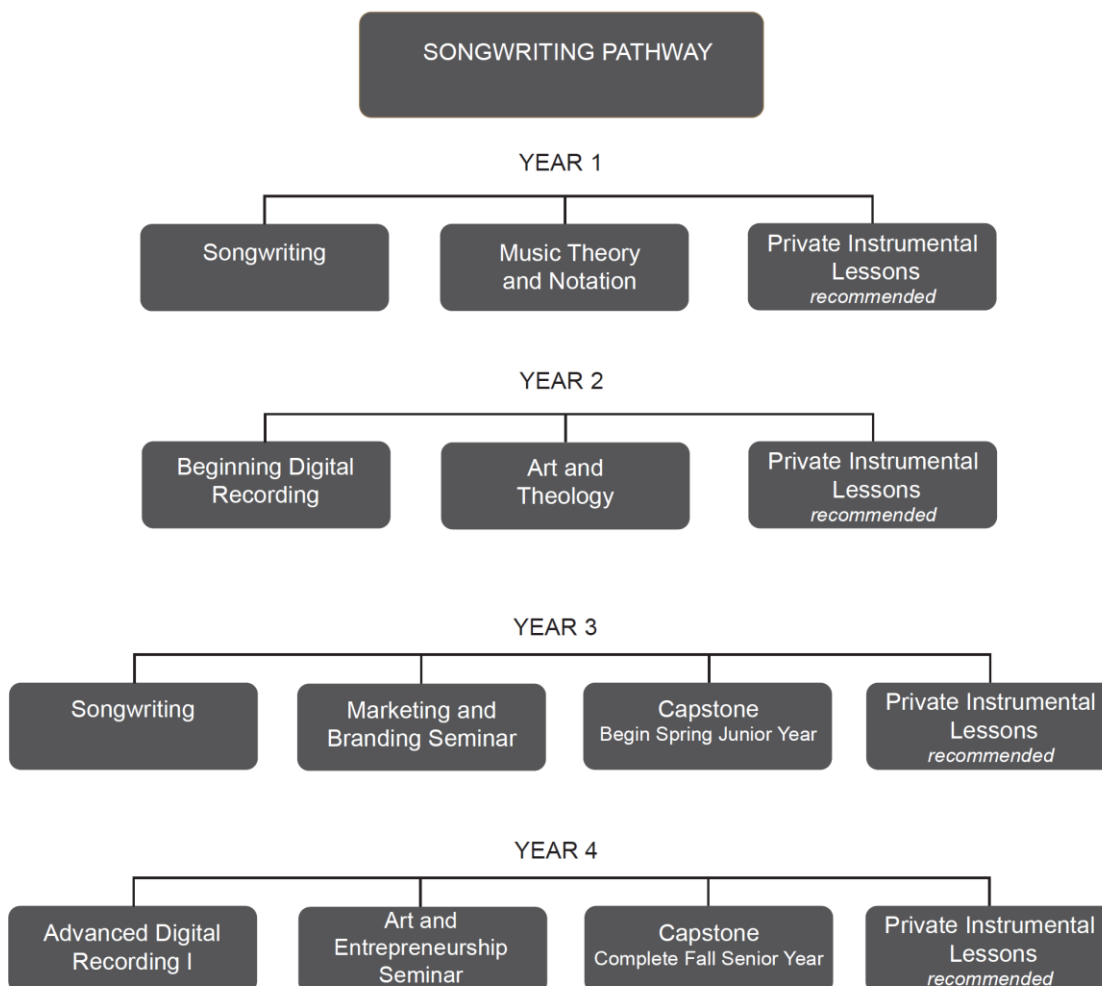 SONGWRITING PATHWAY
YEAR 1
Songwriting
Music Theory
and Notation
Private Instrumental
Lessons
recommended
YEAR 2
Beginning Digital
Recording
Art and
Theology
Private Instrumental
Lessons
recommended
YEAR 3
Songwriting
Marketing and
Branding Seminar
Capstone
Begin Spring Junior Year
Private Instrumental
Lessons
recommended
YEAR 4
Advanced Digital
Recording I
Art and
Entrepreneurship
Seminar
Capstone
Complete Fall Senior Year
Private Instrumental
Lessons
recommended